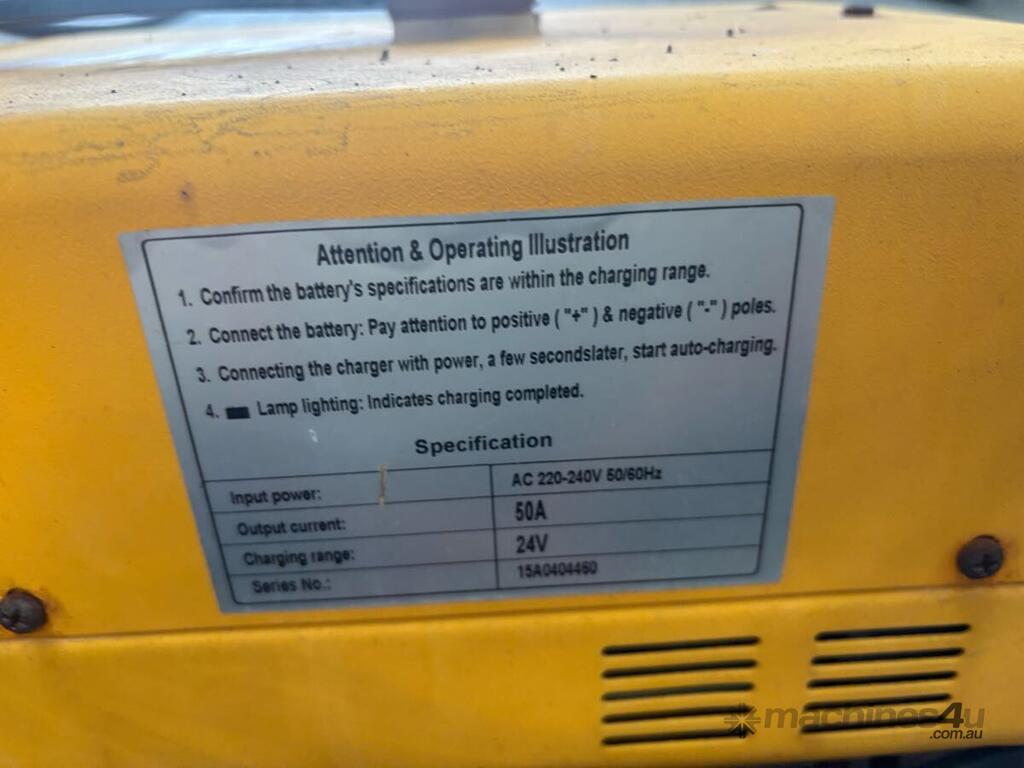 Attention & Operating Illustration
1. Confirm the battery's specifications are within the charging range.
2. Connect the battery: Pay attention to positive ( "+" ) & negative ( "-" ) poles.
3. Connecting the charger with power, a few secondslater, start auto-charging.
4. Lamp lighting: Indicates charging completed.
Specification
Input power: AC 220-240V 50/60Hz
Output current: 50A
Charging range: 24V
Series No.: 15A0404460
machines4u
.com.au